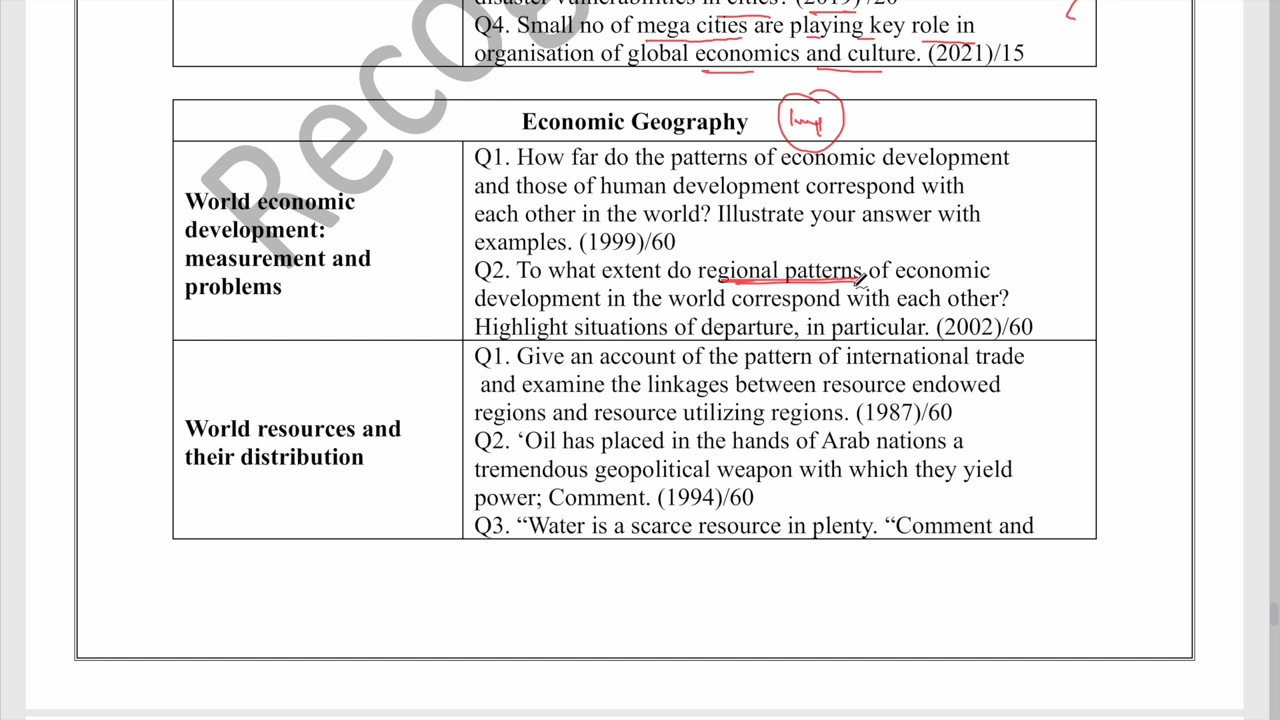 disaster vulnerabilities in cities? (2019)/20
Q4. Small no of mega cities are playing key role in
organisation of global economics and culture. (2021)/15
Economic Geography
World economic
development:
measurement and
problems
Q1. How far do the patterns of economic development
and those of human development correspond with
each other in the world? Illustrate your answer with
examples. (1999)/60
Q2. To what extent do regional patterns of economic
development in the world correspond with each other?
Highlight situations of departure, in particular. (2002)/60
World resources and
their distribution
Q1. Give an account of the pattern of international trade
and examine the linkages between resource endowed
regions and resource utilizing regions. (1987)/60
Q2. ‘Oil has placed in the hands of Arab nations a
tremendous geopolitical weapon with which they yield
power; Comment. (1994)/60
Q3. “Water is a scarce resource in plenty. “Comment and